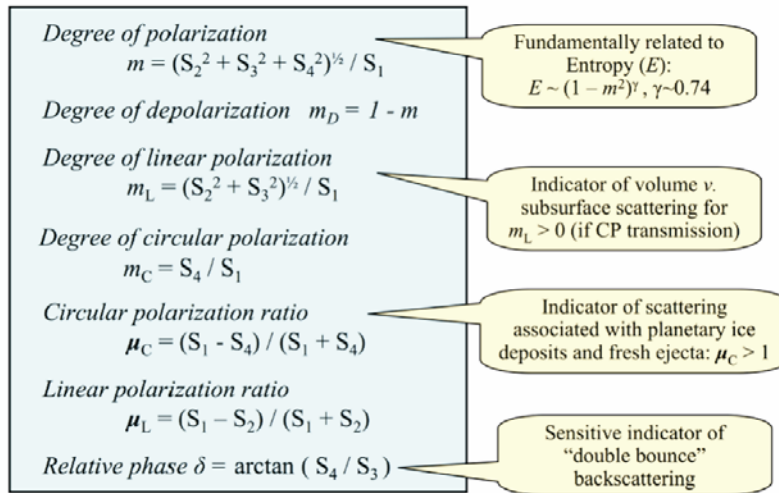 Degree of polarization
m = (S₂² + S₃² + S₄²)^½ / S₁
Degree of depolarization m_D = 1 - m
Degree of linear polarization
m_L = (S₂² + S₃²)^½ / S₁
Degree of circular polarization
m_C = S₄ / S₁
Circular polarization ratio
μ_C = (S₁ - S₄) / (S₁ + S₄)
Linear polarization ratio
μ_L = (S₁ – S₂) / (S₁ + S₂)
Relative phase δ = arctan ( S₄ / S₃ )
Fundamentally related to
Entropy (E):
E ~ (1 – m²)^γ , γ~0.74
Indicator of volume v.
subsurface scattering for
m_L > 0 (if CP transmission)
Indicator of scattering
associated with planetary ice
deposits and fresh ejecta: μ_C > 1
Sensitive indicator of
“double bounce”
backscattering